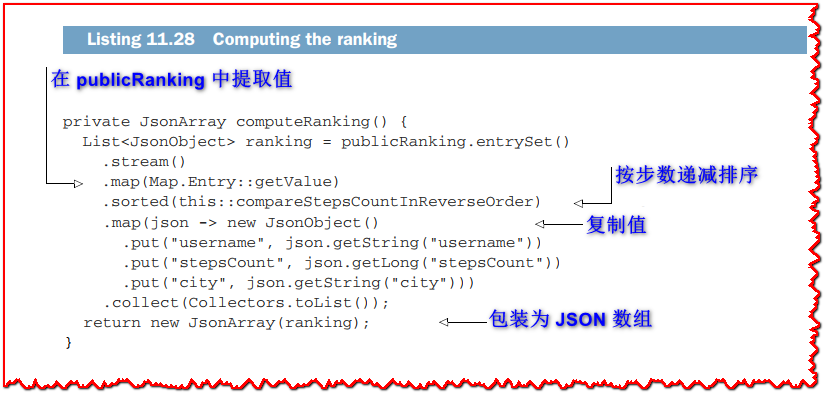 Listing 11.28 Computing the ranking
在 publicRanking 中提取值
private JsonArray computeRanking() {
List<JsonObject> ranking = publicRanking.entrySet()
.stream()
.map(Map.Entry::getValue)
按步数递减排序
.sorted(this::compareStepsCountInReverseOrder)
.map(json -> new JsonObject()
复制值
.put("username", json.getString("username"))
.put("stepsCount", json.getLong("stepsCount"))
.put("city", json.getString("city")))
.collect(Collectors.toList());
return new JsonArray(ranking);
包装为 JSON 数组
}